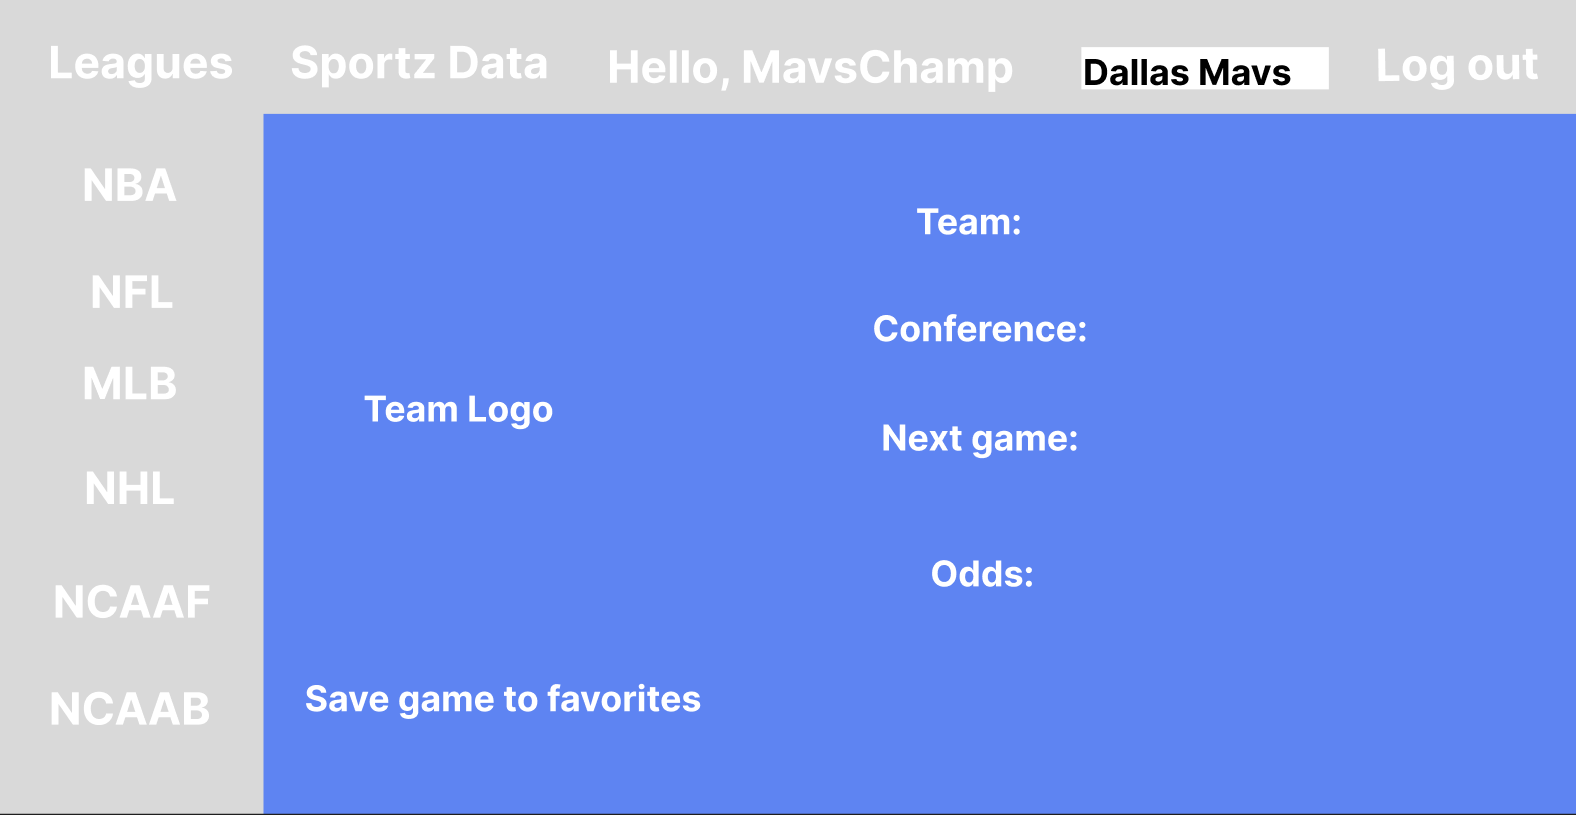 Leagues
Sportz Data
Hello, MavsChamp
Dallas Mavs
Log out
NBA
NFL
MLB
NHL
NCAAF
NCAAB
Team Logo
Save game to favorites
Team:
Conference:
Next game:
Odds: